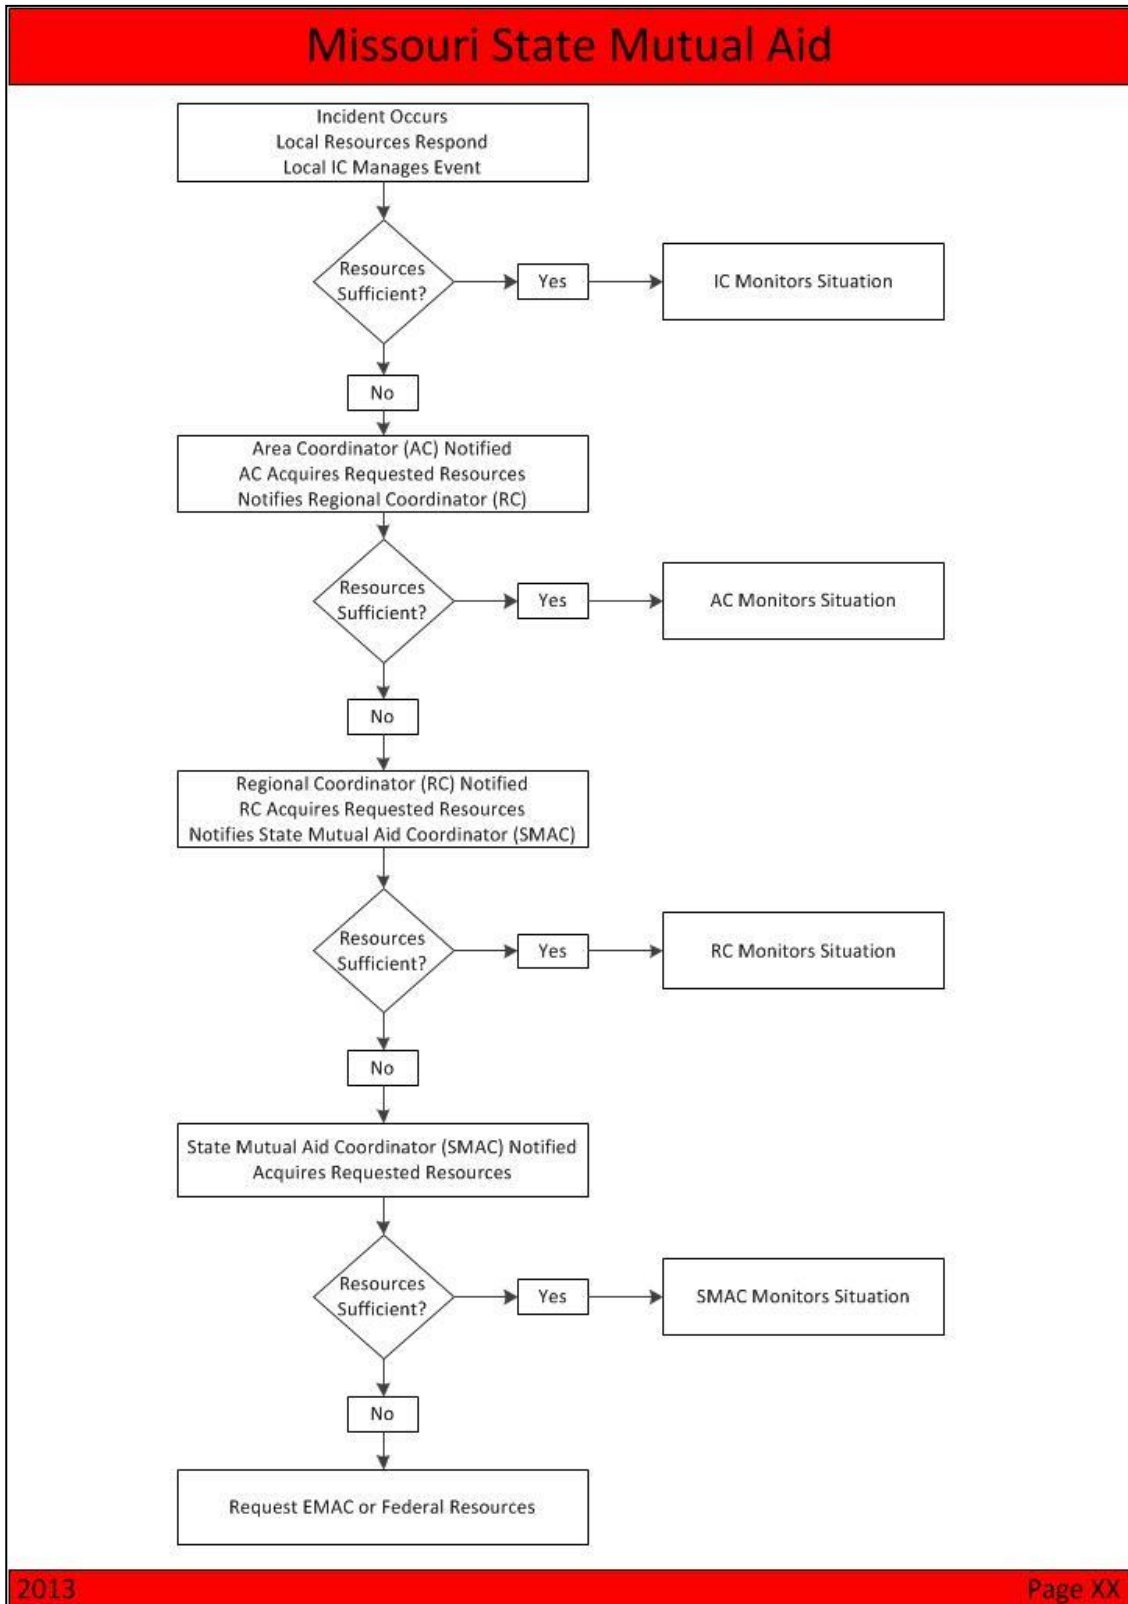 Missouri State Mutual Aid
Incident Occurs
Local Resources Respond
Local IC Manages Event
Resources
Sufficient?
Yes
IC Monitors Situation
No
Area Coordinator (AC) Notified
AC Acquires Requested Resources
Notifies Regional Coordinator (RC)
Resources
Sufficient?
Yes
AC Monitors Situation
No
Regional Coordinator (RC) Notified
RC Acquires Requested Resources
Notifies State Mutual Aid Coordinator (SMAC)
Resources
Sufficient?
Yes
RC Monitors Situation
No
State Mutual Aid Coordinator (SMAC) Notified
Acquires Requested Resources
Resources
Sufficient?
Yes
SMAC Monitors Situation
No
Request EMAC or Federal Resources
2013
Page XX